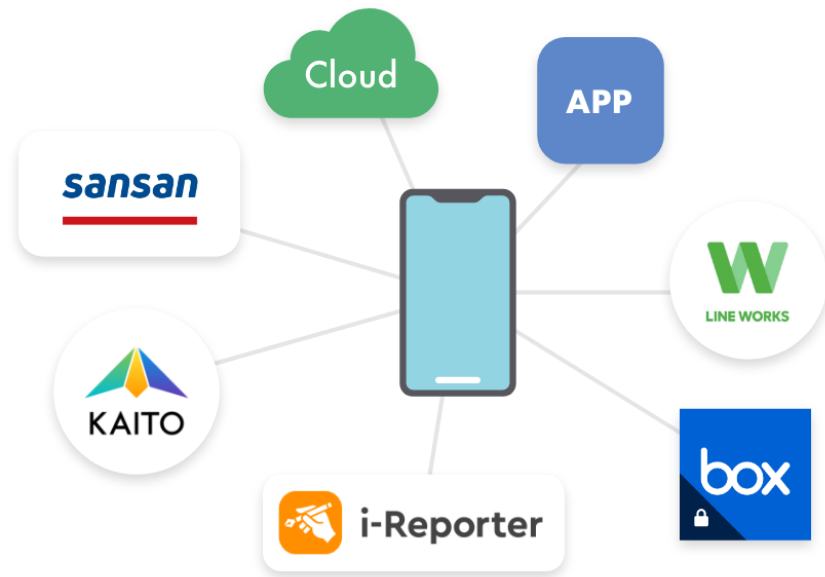 Cloud
APP
sansan
LINE WORKS
KAITO
box
i-Reporter